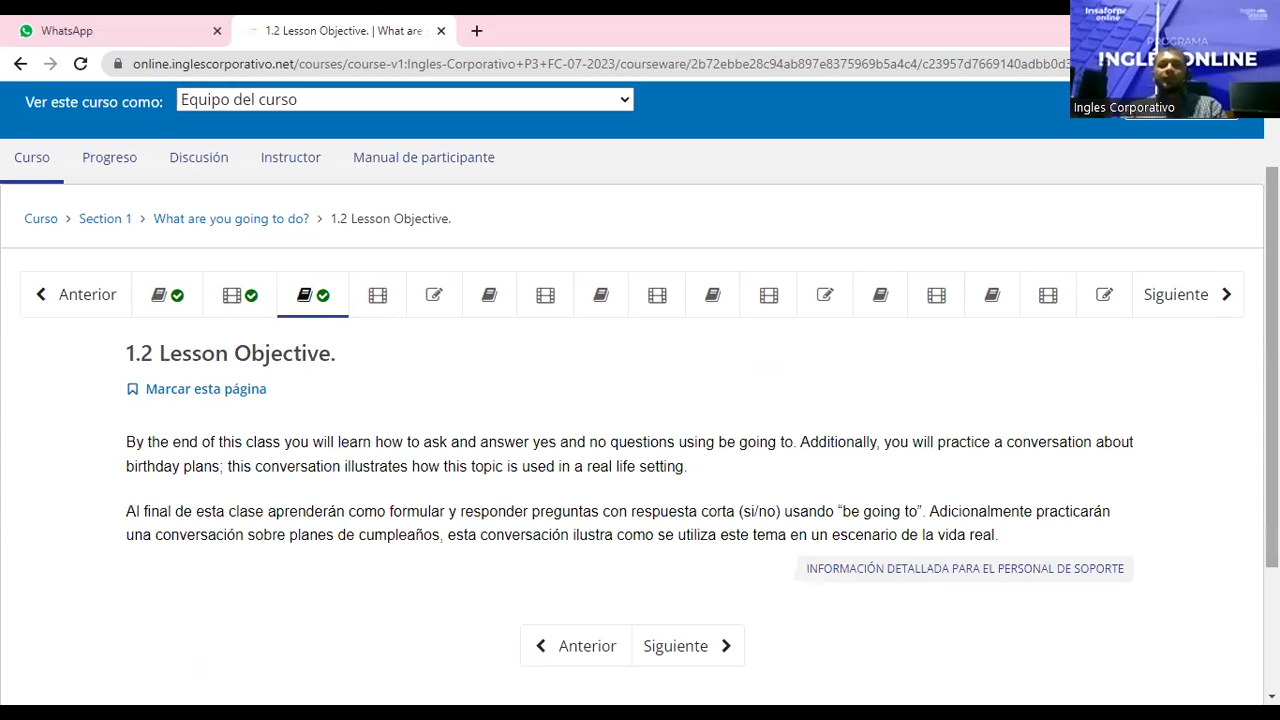 WhatsApp
1.2 Lesson Objective. | What are
online.inglescorporativo.net/courses/course-v1:Ingles-Corporativo+P3+FC-07-2023/courseware/2b72ebe28c94ab897e8375969b5a4c4/c23957d7669140adbb0d3
Insaforp
online
PROGRAMA
INGLÉS ONLINE
Ingles Corporativo
Ver este curso como:
Equipo del curso
Curso
Progreso
Discusión
Instructor
Manual de participante
Curso > Section 1 > What are you going to do? > 1.2 Lesson Objective.
Anterior
Siguiente
1.2 Lesson Objective.
Marcar esta página
By the end of this class you will learn how to ask and answer yes and no questions using be going to. Additionally, you will practice a conversation about
birthday plans; this conversation illustrates how this topic is used in a real life setting.
Al final de esta clase aprenderán como formular y responder preguntas con respuesta corta (si/no) usando “be going to”. Adicionalmente practicarán
una conversación sobre planes de cumpleaños, esta conversación ilustra como se utiliza este tema en un escenario de la vida real.
INFORMACIÓN DETALLADA PARA EL PERSONAL DE SOPORTE
Anterior
Siguiente